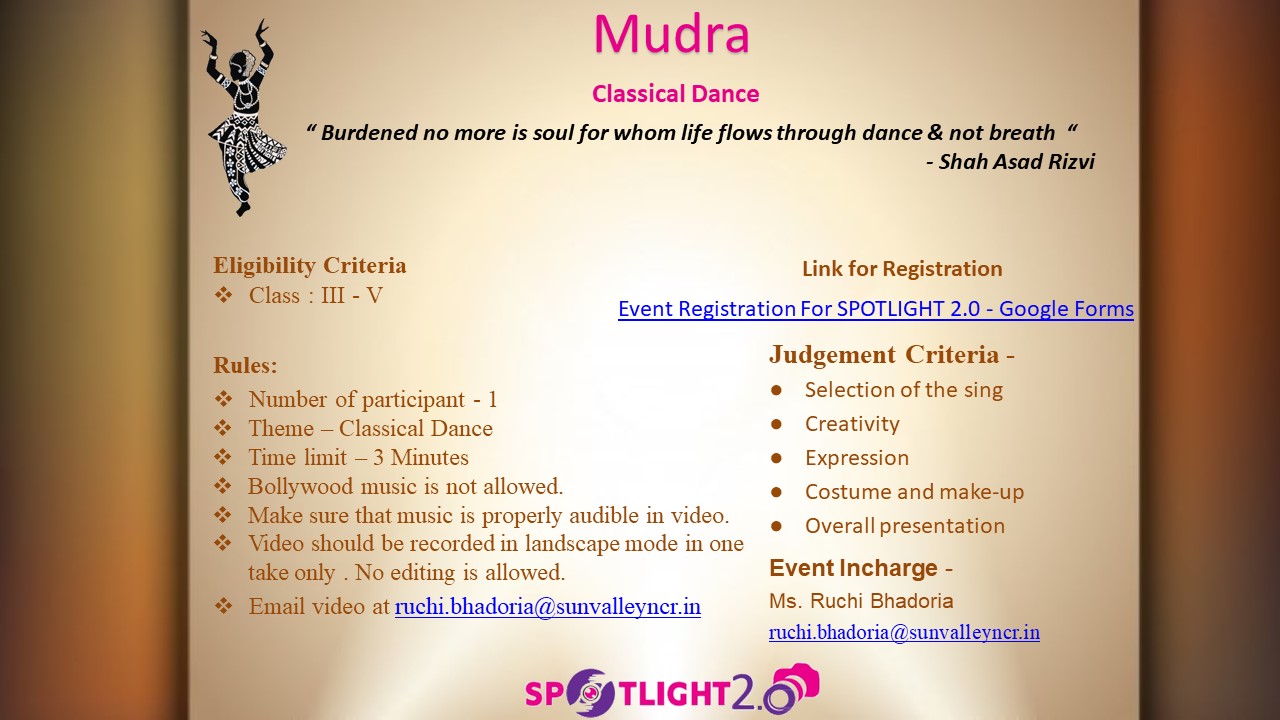 Mudra
Classical Dance
“ Burdened no more is soul for whom life flows through dance & not breath “
- Shah Asad Rizvi
Eligibility Criteria
❖ Class : III - V
Rules:
❖ Number of participant - 1
❖ Theme – Classical Dance
❖ Time limit – 3 Minutes
❖ Bollywood music is not allowed.
❖ Make sure that music is properly audible in video.
❖ Video should be recorded in landscape mode in one
take only . No editing is allowed.
❖ Email video at ruchi.bhadoria@sunvalleyncr.in
Link for Registration
Event Registration For SPOTLIGHT 2.0 - Google Forms
Judgement Criteria -
● Selection of the sing
● Creativity
● Expression
● Costume and make-up
● Overall presentation
Event Incharge -
Ms. Ruchi Bhadoria
ruchi.bhadoria@sunvalleyncr.in
SPOTLIGHT2.0